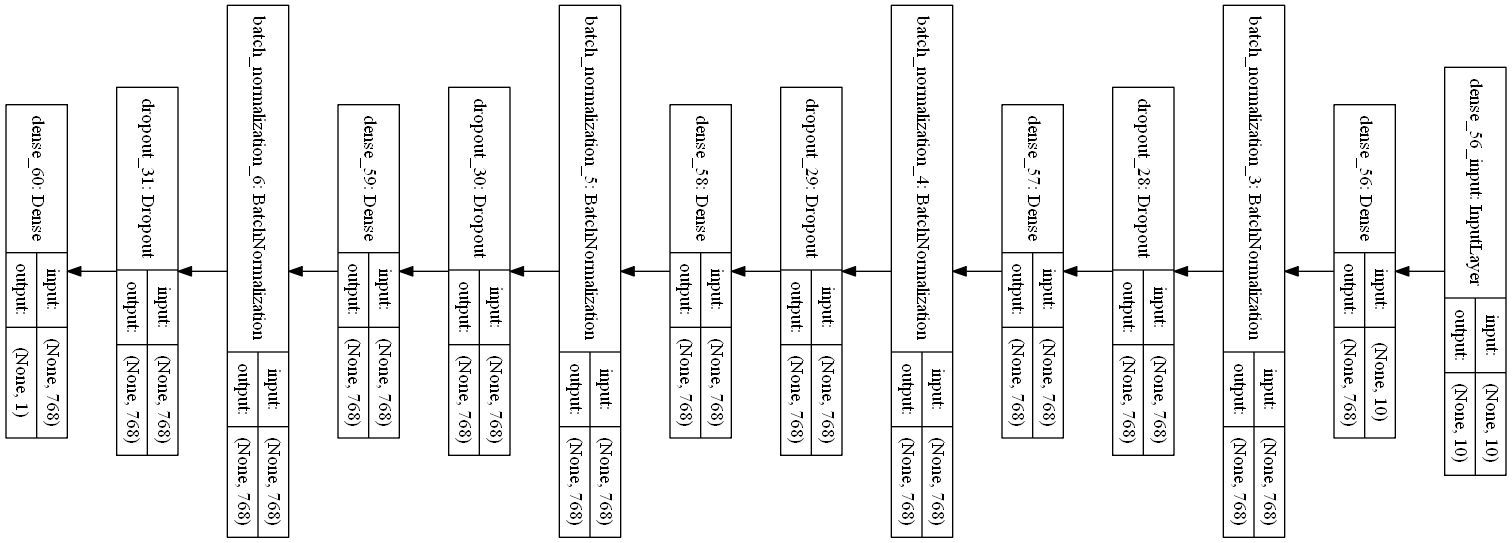 dense_56_input: InputLayer
input:
(None, 10)
output:
(None, 10)
dense_56: Dense
input:
(None, 10)
output:
(None, 768)
batch_normalization_3: BatchNormalization
input:
(None, 768)
output:
(None, 768)
dropout_28: Dropout
input:
(None, 768)
output:
(None, 768)
dense_57: Dense
input:
(None, 768)
output:
(None, 768)
batch_normalization_4: BatchNormalization
input:
(None, 768)
output:
(None, 768)
dropout_29: Dropout
input:
(None, 768)
output:
(None, 768)
dense_58: Dense
input:
(None, 768)
output:
(None, 768)
batch_normalization_5: BatchNormalization
input:
(None, 768)
output:
(None, 768)
dropout_30: Dropout
input:
(None, 768)
output:
(None, 768)
dense_59: Dense
input:
(None, 768)
output:
(None, 768)
batch_normalization_6: BatchNormalization
input:
(None, 768)
output:
(None, 768)
dropout_31: Dropout
input:
(None, 768)
output:
(None, 768)
dense_60: Dense
input:
(None, 768)
output:
(None, 1)